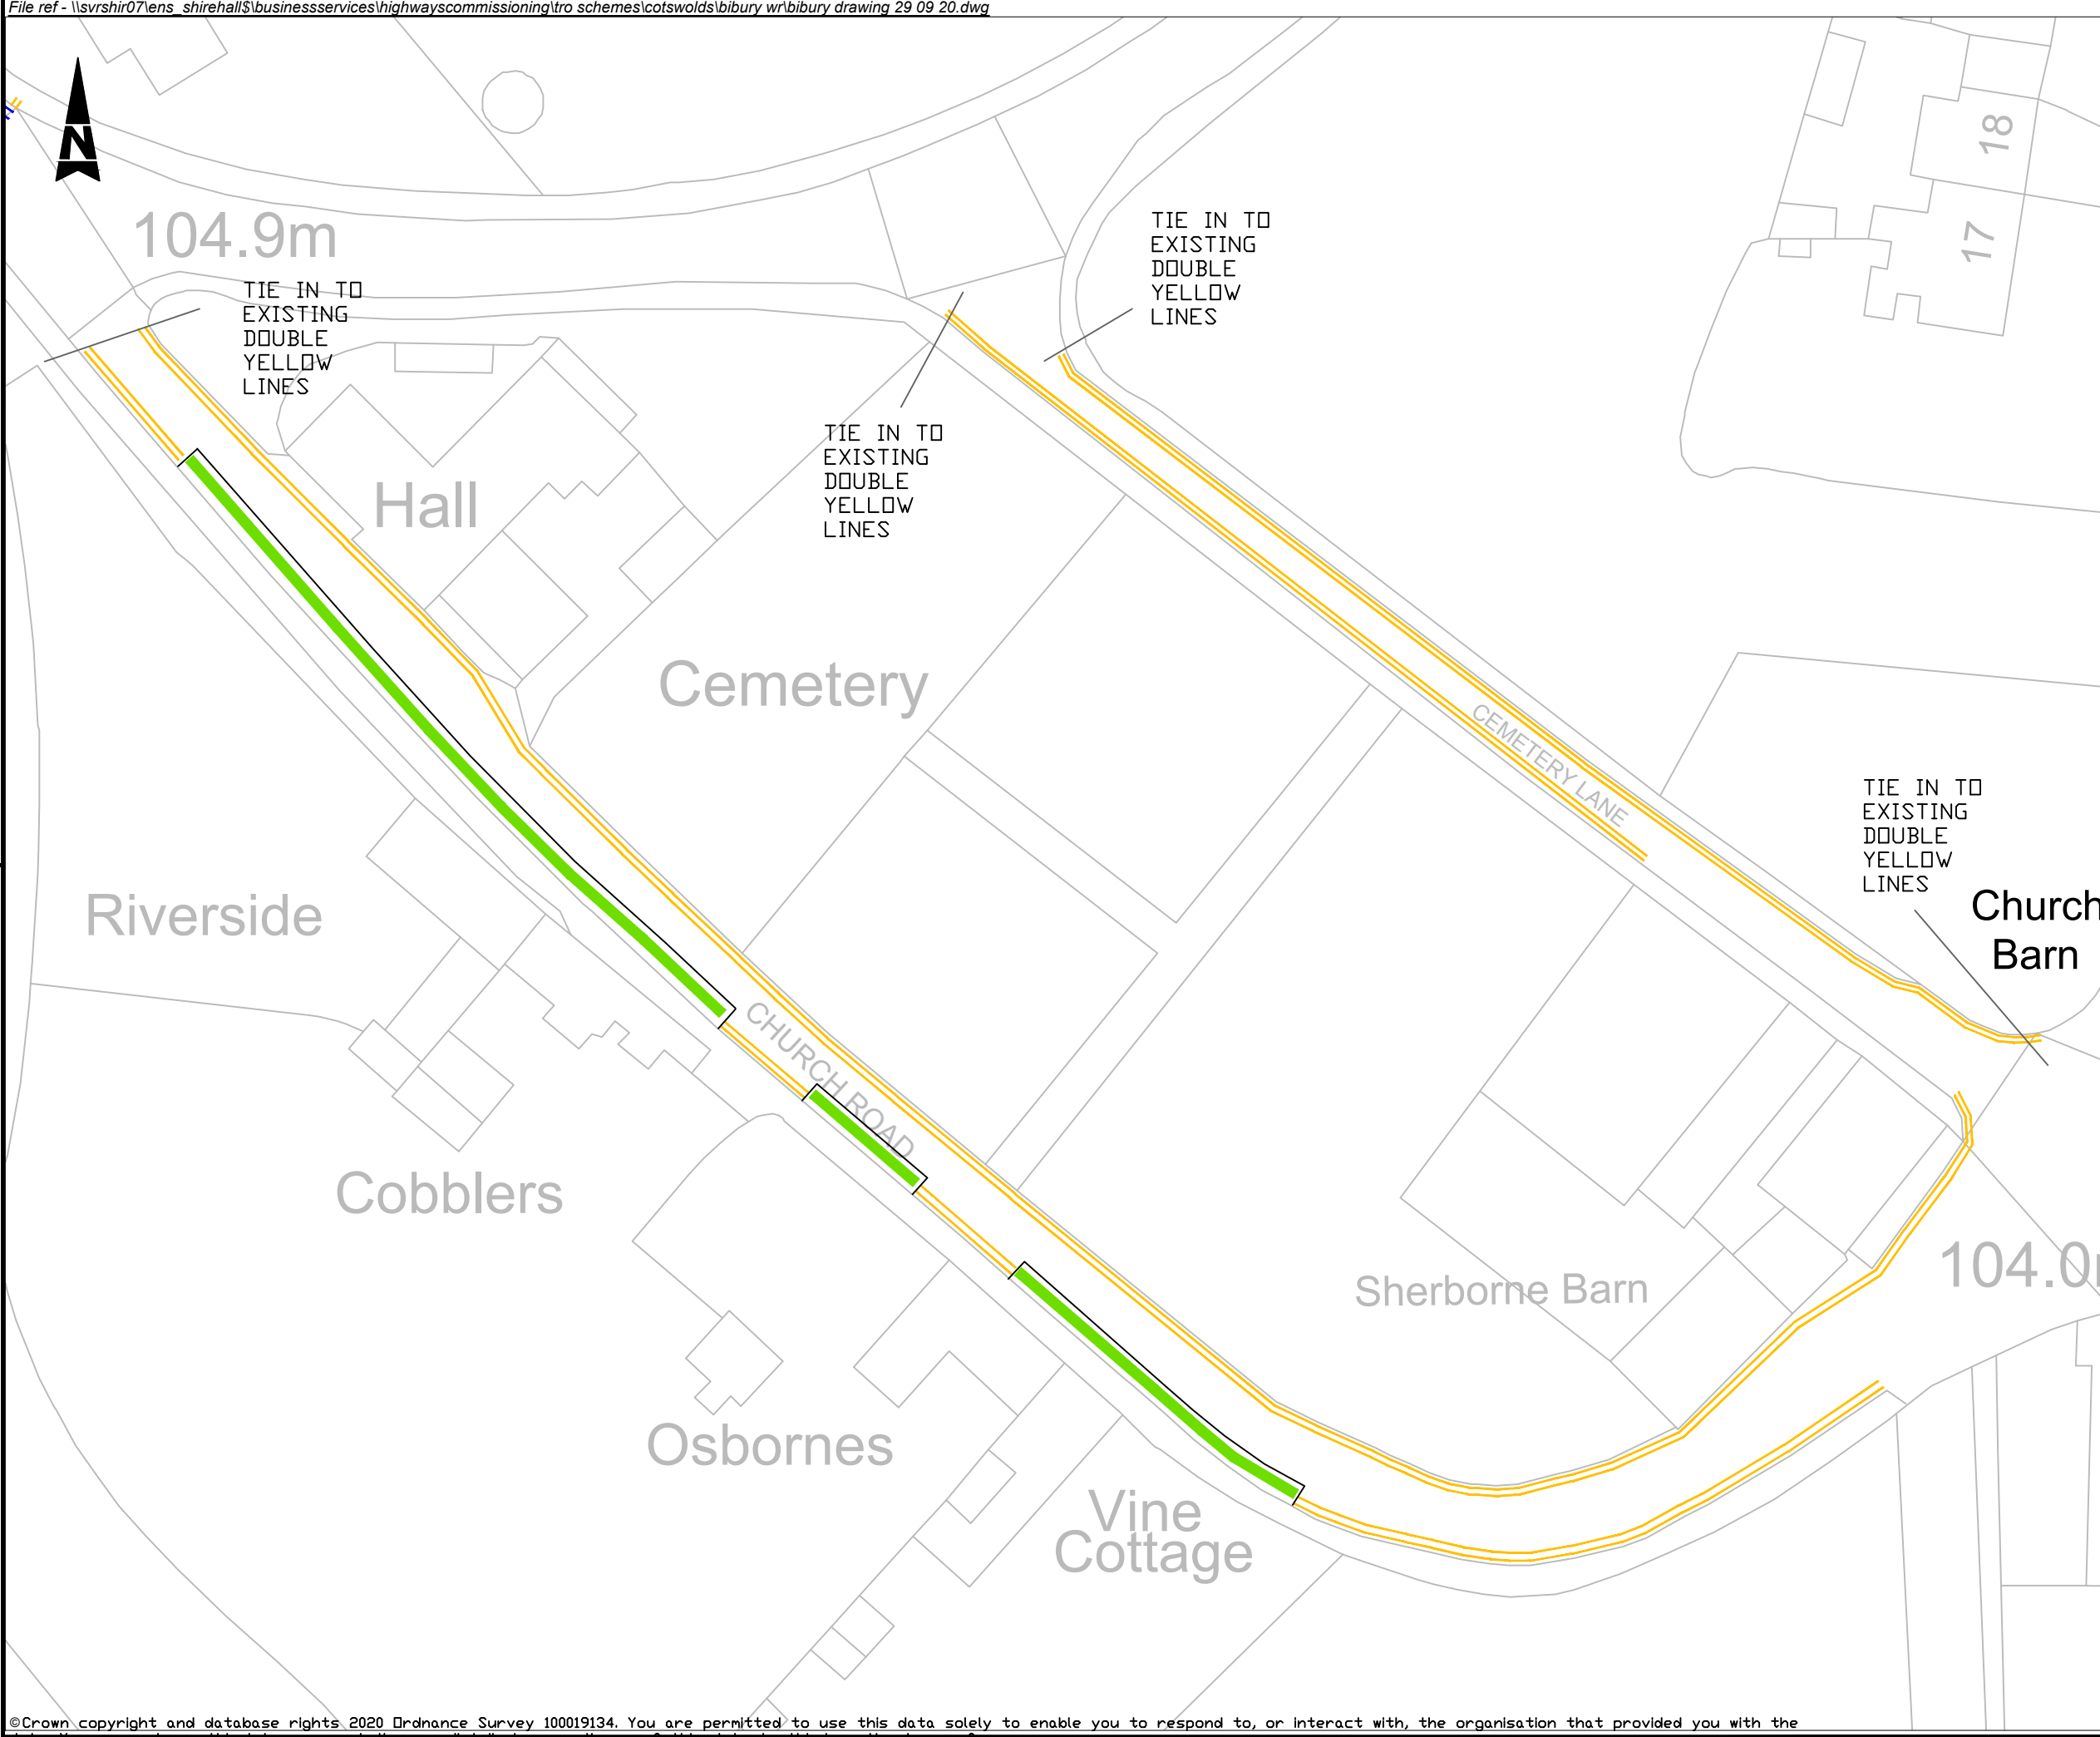 File ref - \\svrshir07\ens_shirehall$\businessservices\highwayscommissioning\tro schemes\cotswolds\bibury wr\bibury drawing 29 09 20.dwg
N
18
17
104.9m
TIE IN TO
EXISTING
DOUBLE
YELLOW
LINES
TIE IN TO
EXISTING
DOUBLE
YELLOW
LINES
TIE IN TO
EXISTING
DOUBLE
YELLOW
LINES
Hall
Cemetery
CEMETERY LANE
TIE IN TO
EXISTING
DOUBLE
YELLOW
LINES
Church
Barn
Riverside
CHURCH ROAD
Cobblers
Sherborne Barn
104.0
Osbornes
Vine
Cottage
©Crown copyright and database rights 2020 Ordnance Survey 100019134. You are permitted to use this data solely to enable you to respond to, or interact with, the organisation that provided you with the